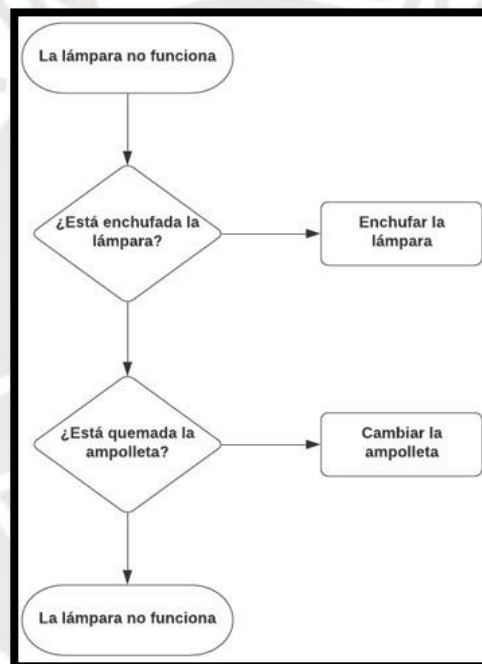 La lámpara no funciona
¿Está enchufada la
lámpara?
Enchufar la
lámpara
¿Está quemada la
ampolleta?
Cambiar la
ampolleta
La lámpara no funciona